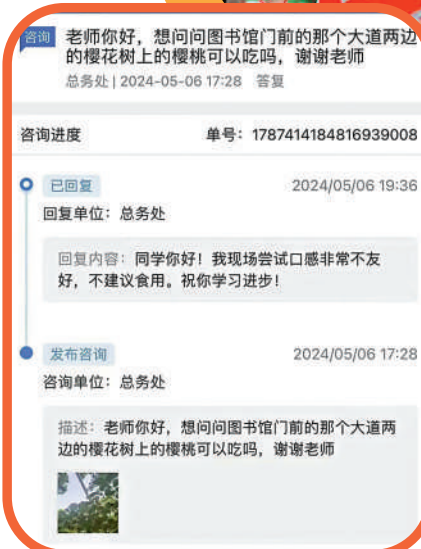 咨询 老师你好，想问问图书馆门前的那个大道两边
的樱花树上的樱桃可以吃吗，谢谢老师
总务处 | 2024-05-06 17:28 答复
咨询进度 单号：1787414184816939008
已回复 2024/05/06 19:36
回复单位：总务处
回复内容：同学你好！我现场尝试口感非常不友
好，不建议食用。祝你学习进步！
发布咨询 2024/05/06 17:28
咨询单位：总务处
描述：老师你好，想问问图书馆门前的那个大道两
边的樱花树上的樱桃可以吃吗，谢谢老师